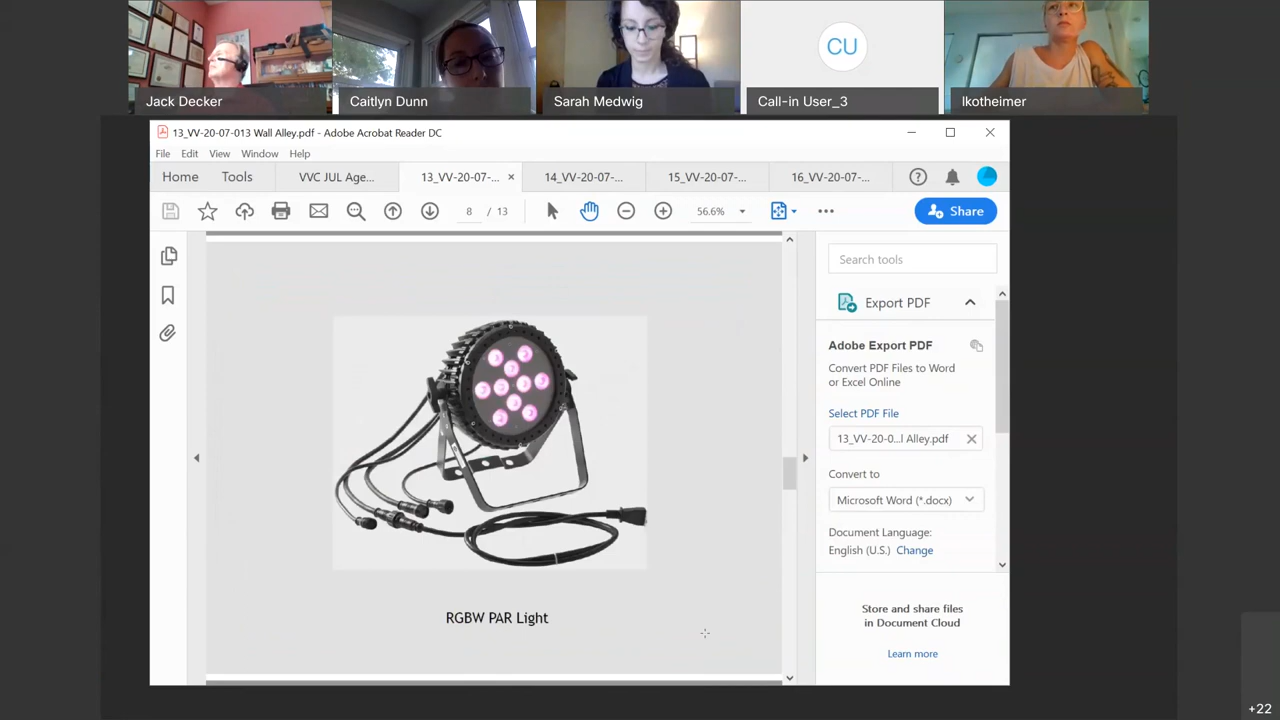 Jack Decker
Caitlyn Dunn
Sarah Medwig
CU
Call-in User_3
lkotheimer
13_VV-20-07-013 Wall Alley.pdf - Adobe Acrobat Reader DC
File Edit View Window Help
Home Tools VVC JUL Age... 13_VV-20-07-... × 14_VV-20-07-... 15_VV-20-07-... 16_VV-20-07-...
8 / 13 56.6% Share
Search tools
Export PDF
Adobe Export PDF
Convert PDF Files to Word
or Excel Online
Select PDF File
13_VV-20-0...l Alley.pdf
Convert to
Microsoft Word (*.docx)
Document Language:
English (U.S.) Change
RGBW PAR Light
Store and share files
in Document Cloud
Learn more
+22